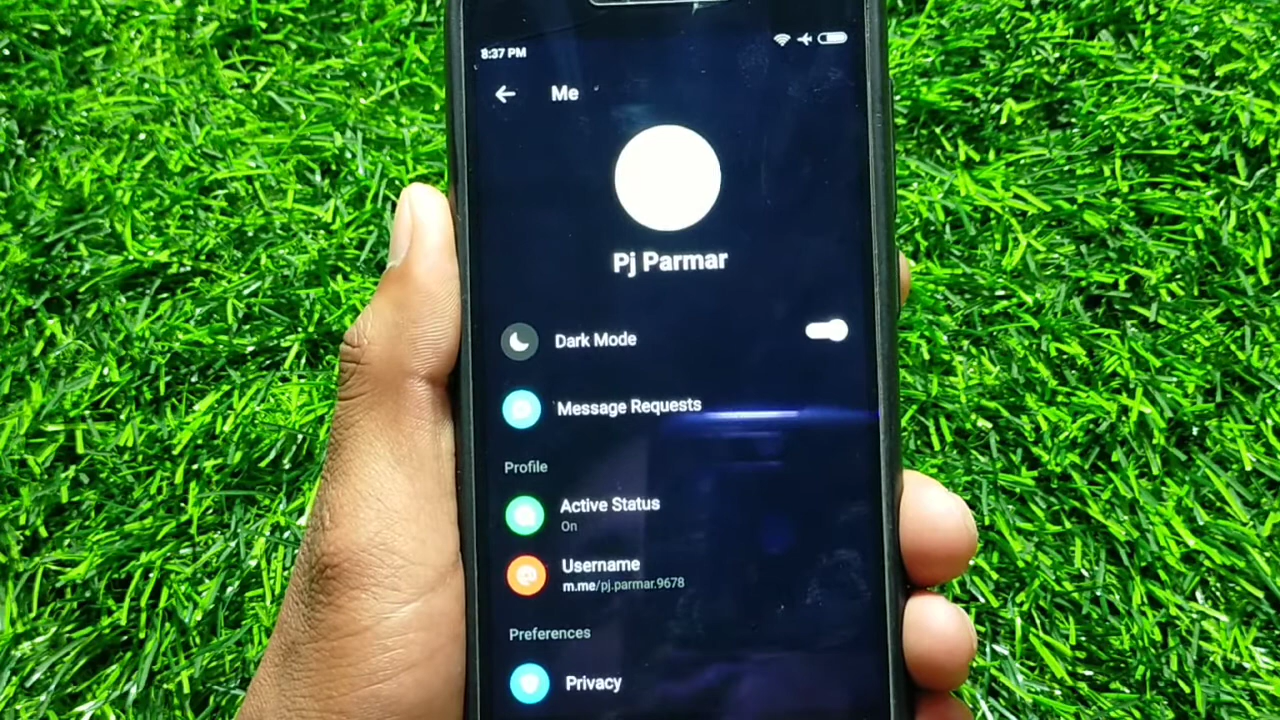 8:37 PM
Me
Pj Parmar
Dark Mode
Message Requests
Profile
Active Status
On
Username
m.me/pj.parmar.9678
Preferences
Privacy